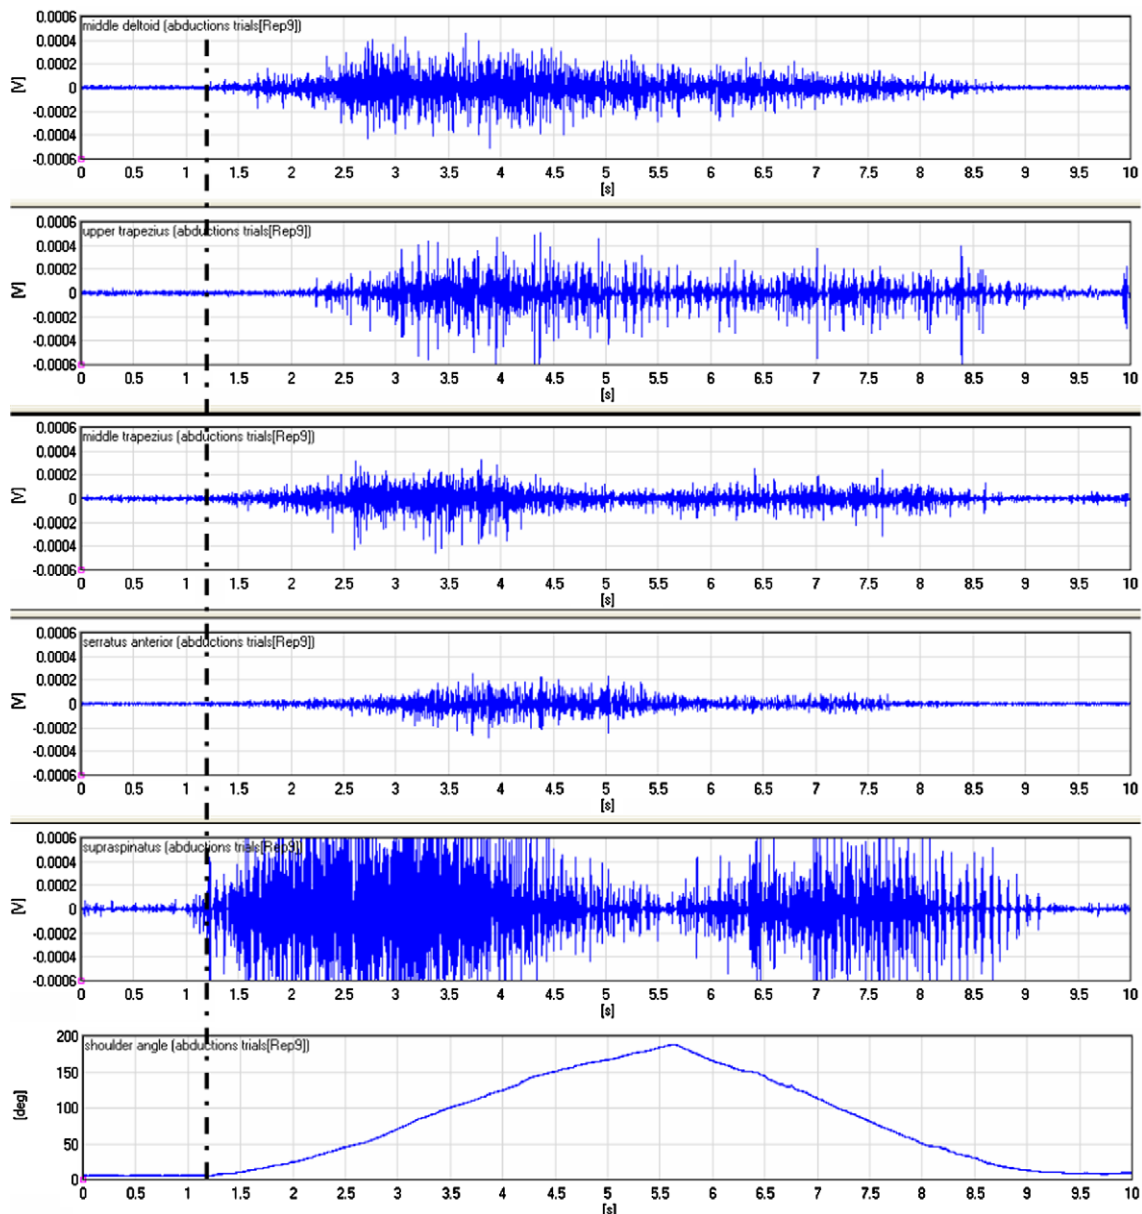 middle deltoid (abductions trials[Rep9])
0.0006
0.0004
0.0002
0
-0.0002
-0.0004
-0.0006
[V]
0 0.5 1 1.5 2 2.5 3 3.5 4 4.5 5 5.5 6 6.5 7 7.5 8 8.5 9 9.5 10
[s]
upper trapezius (abductions trials[Rep9])
0.0006
0.0004
0.0002
0
-0.0002
-0.0004
-0.0006
[V]
0 0.5 1 1.5 2 2.5 3 3.5 4 4.5 5 5.5 6 6.5 7 7.5 8 8.5 9 9.5 10
[s]
middle trapezius (abductions trials[Rep9])
0.0006
0.0004
0.0002
0
-0.0002
-0.0004
-0.0006
[V]
0 0.5 1 1.5 2 2.5 3 3.5 4 4.5 5 5.5 6 6.5 7 7.5 8 8.5 9 9.5 10
[s]
serratus anterior (abductions trials[Rep9])
0.0006
0.0004
0.0002
0
-0.0002
-0.0004
-0.0006
[V]
0 0.5 1 1.5 2 2.5 3 3.5 4 4.5 5 5.5 6 6.5 7 7.5 8 8.5 9 9.5 10
[s]
supraspinatus (abductions trials[Rep9])
0.0006
0.0004
0.0002
0
-0.0002
-0.0004
-0.0006
[V]
0 0.5 1 1.5 2 2.5 3 3.5 4 4.5 5 5.5 6 6.5 7 7.5 8 8.5 9 9.5 10
[s]
shoulder angle (abductions trials[Rep9])
200
150
100
50
0
[deg]
0 0.5 1 1.5 2 2.5 3 3.5 4 4.5 5 5.5 6 6.5 7 7.5 8 8.5 9 9.5 10
[s]